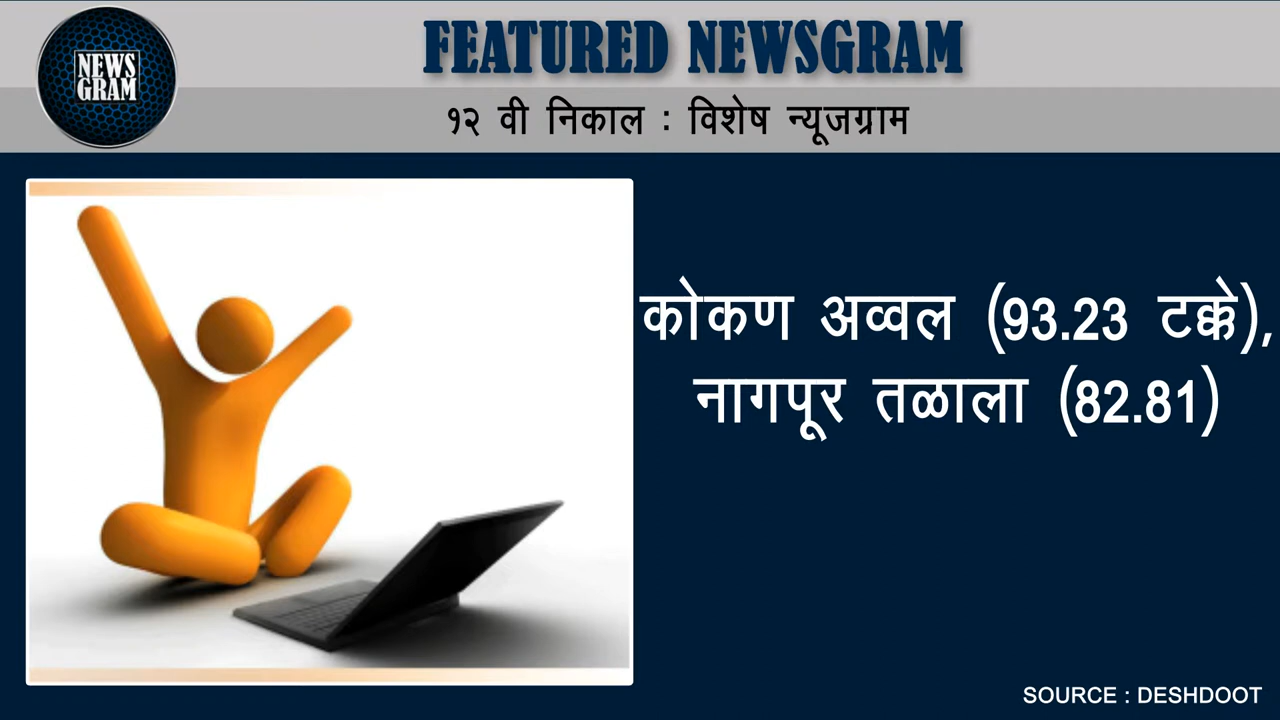 NEWS
GRAM
FEATURED NEWSGRAM
१२ वी निकाल : विशेष न्यूजग्राम
कोकण अव्वल (93.23 टक्के),
नागपूर तळाला (82.81)
SOURCE : DESHDOOT